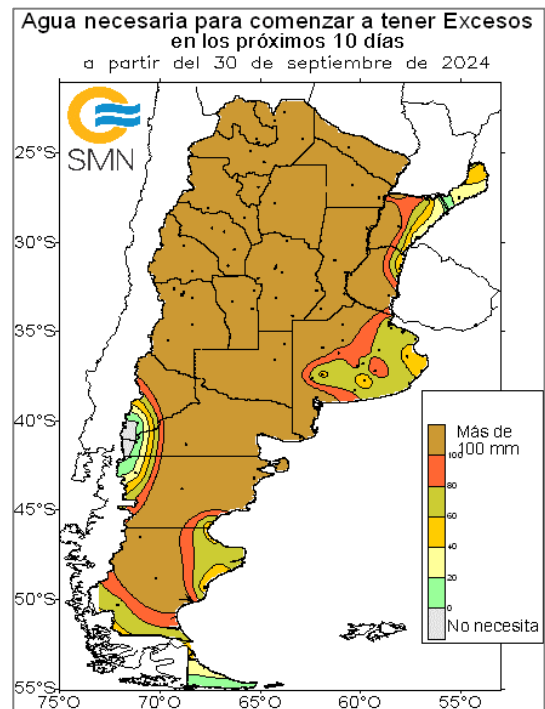 Agua necesaria para comenzar a tener Excesos
en los próximos 10 días
a partir del 30 de septiembre de 2024
SMN
25°S
30°S
35°S
40°S
45°S
50°S
55°S
75°O
70°O
65°O
60°O
55°O
Más de
100 mm
100
80
60
40
20
0
No necesita